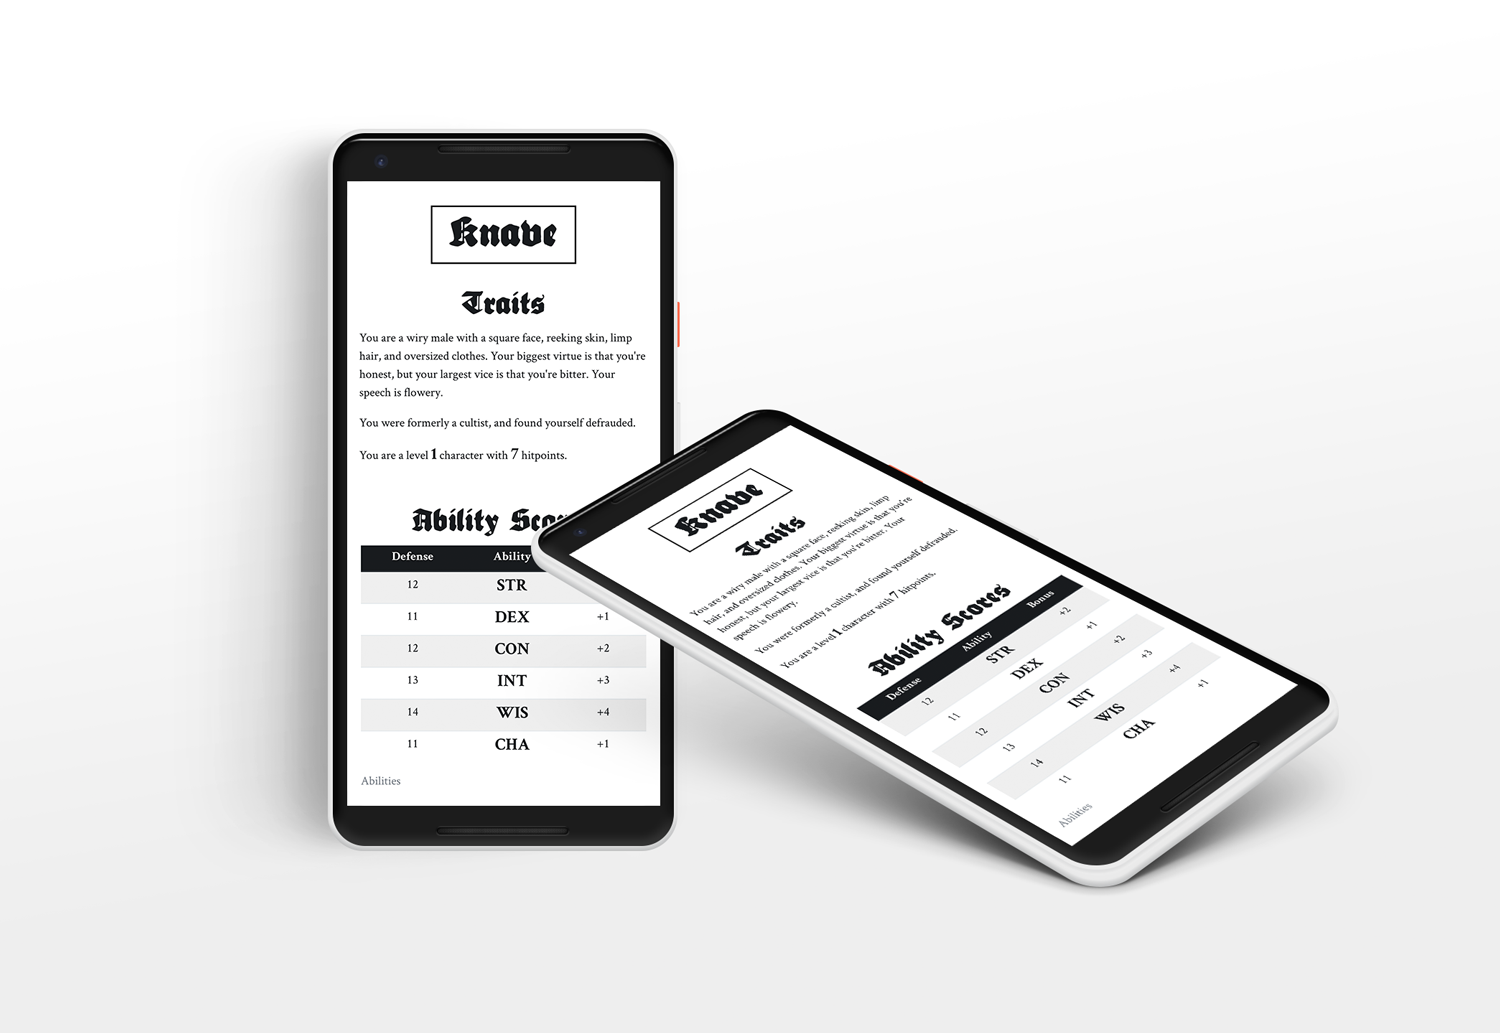 Knave
Traits
You are a wiry male with a square face, reeking skin, limp
hair, and oversized clothes. Your biggest virtue is that you're
honest, but your largest vice is that you're bitter. Your
speech is flowery.
You were formerly a cultist, and found yourself defrauded.
You are a level 1 character with 7 hitpoints.
Ability Scores
Defense Ability
12 STR
11 DEX +1
12 CON +2
13 INT +3
14 WIS +4
11 CHA +1
Abilities
Knave
Traits
You are a wiry male with a square face, reeking skin, limp
hair, and oversized clothes. Your biggest virtue is that you're
honest, but your largest vice is that you're bitter. Your
speech is flowery.
You were formerly a cultist, and found yourself defrauded.
You are a level 1 character with 7 hitpoints.
Ability Scores
Defense Ability Bonus
12 STR +2
11 DEX +1
12 CON +2
13 INT +3
14 WIS +4
11 CHA +1
Abilities